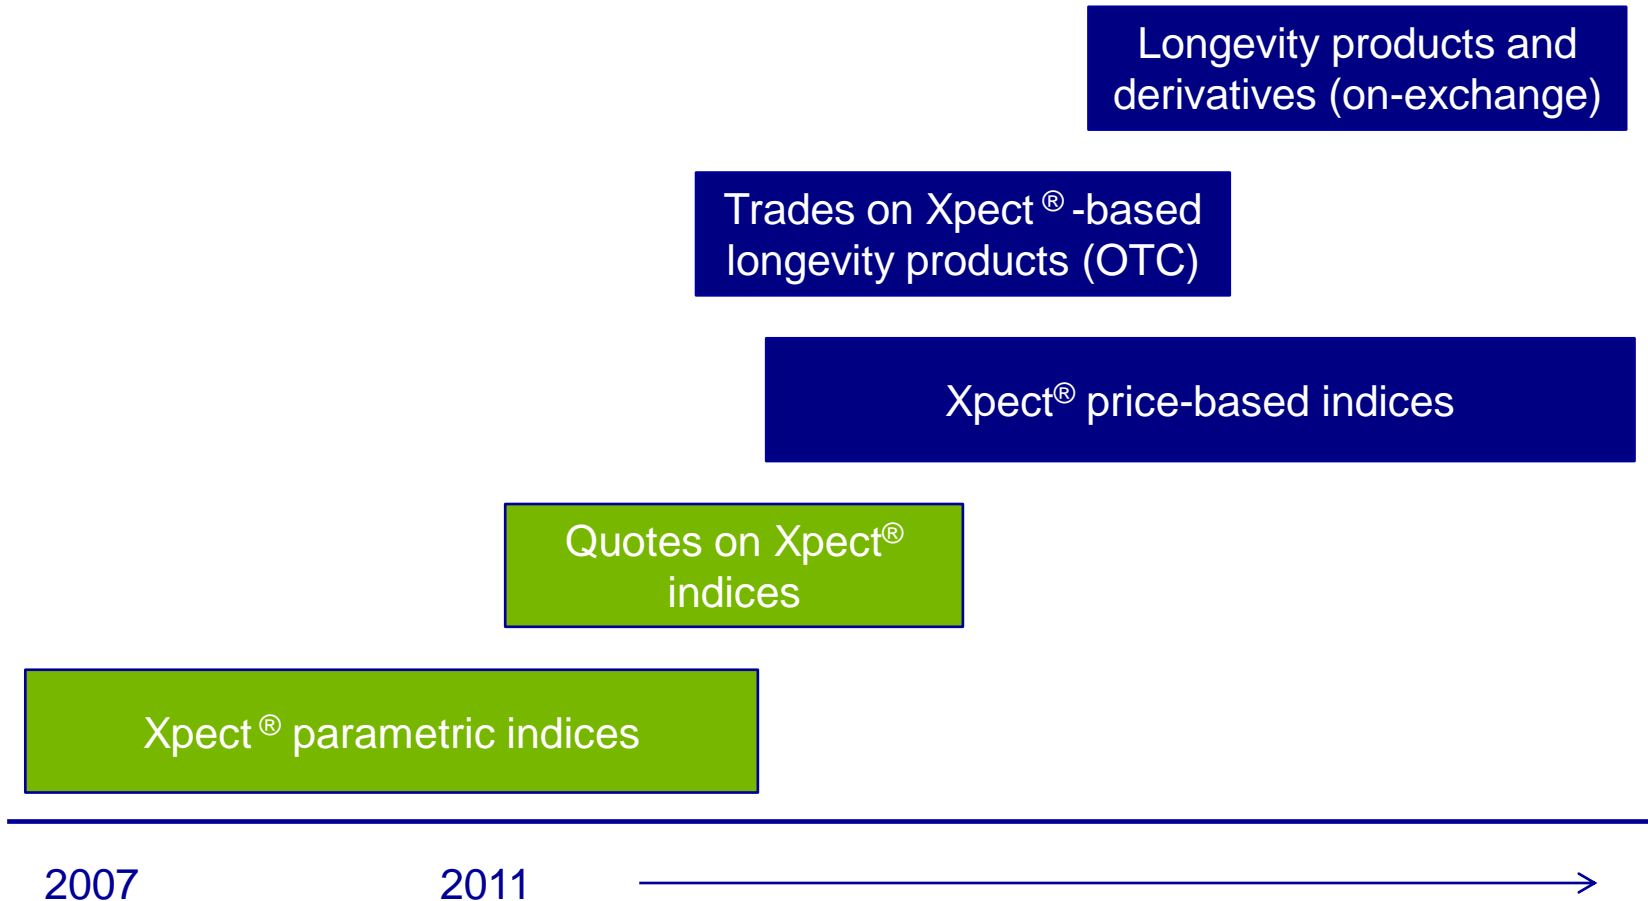 Longevity products and
derivatives (on-exchange)
Trades on Xpect ® -based
longevity products (OTC)
Xpect® price-based indices
Quotes on Xpect®
indices
Xpect ® parametric indices
2007
2011